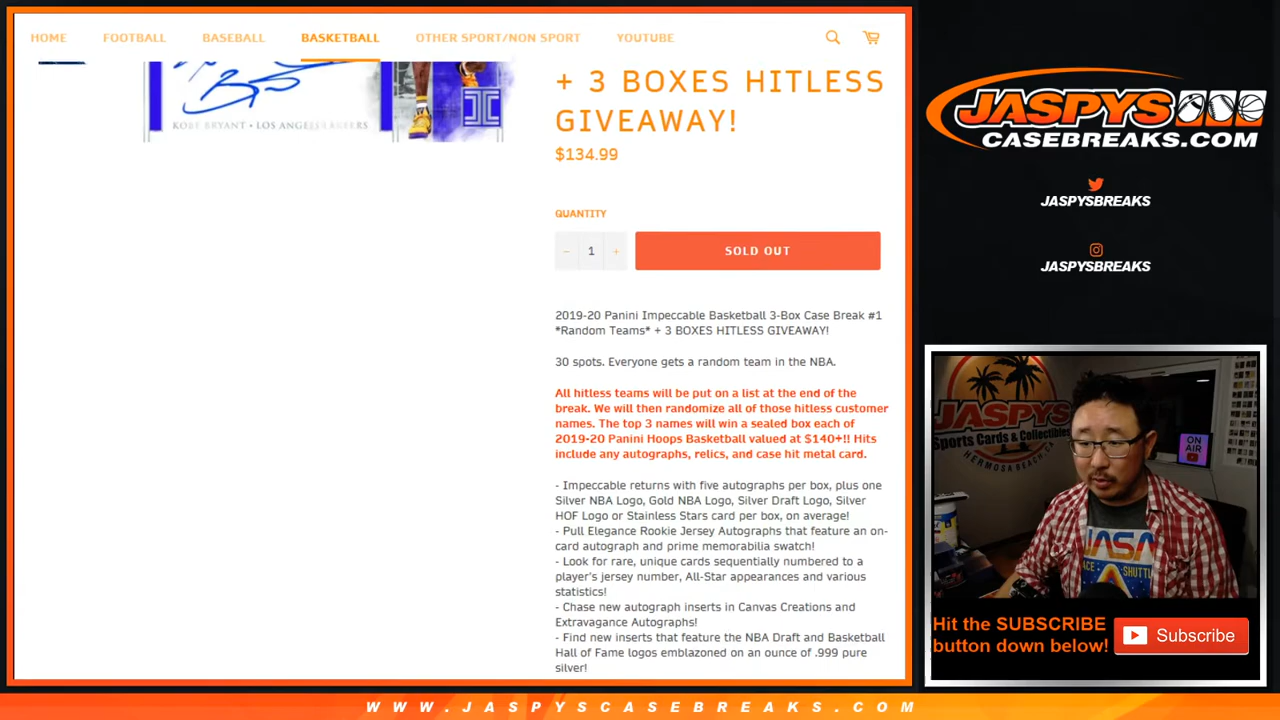 HOME FOOTBALL BASEBALL BASKETBALL OTHER SPORT/NON SPORT YOUTUBE
KOBE BRYANT • LOS ANGELES LAKERS
+ 3 BOXES HITLESS
GIVEAWAY!
$134.99
QUANTITY
− 1 +
SOLD OUT
2019-20 Panini Impeccable Basketball 3-Box Case Break #1
*Random Teams* + 3 BOXES HITLESS GIVEAWAY!
30 spots. Everyone gets a random team in the NBA.
All hitless teams will be put on a list at the end of the
break. We will then randomize all of those hitless customer
names. The top 3 names will win a sealed box each of
2019-20 Panini Hoops Basketball valued at $140+!! Hits
include any autographs, relics, and case hit metal card.
- Impeccable returns with five autographs per box, plus one
Silver NBA Logo, Gold NBA Logo, Silver Draft Logo, Silver
HOF Logo or Stainless Stars card per box, on average!
- Pull Elegance Rookie Jersey Autographs that feature an on-
card autograph and prime memorabilia swatch!
- Look for rare, unique cards sequentially numbered to a
player's jersey number, All-Star appearances and various
statistics!
- Chase new autograph inserts in Canvas Creations and
Extravagance Autographs!
- Find new inserts that feature the NBA Draft and Basketball
Hall of Fame logos emblazoned on an ounce of .999 pure
silver!
JASPYS
CASEBREAKS.COM
JASPYSBREAKS
JASPYSBREAKS
JASPYS
Sports Cards & Collectibles
HERMOSA BEACH, CA
ON
AIR
NASA
SPACE SHUTTLE
Hit the SUBSCRIBE
button down below!
Subscribe
WWW.JASPYSCASEBREAKS.COM